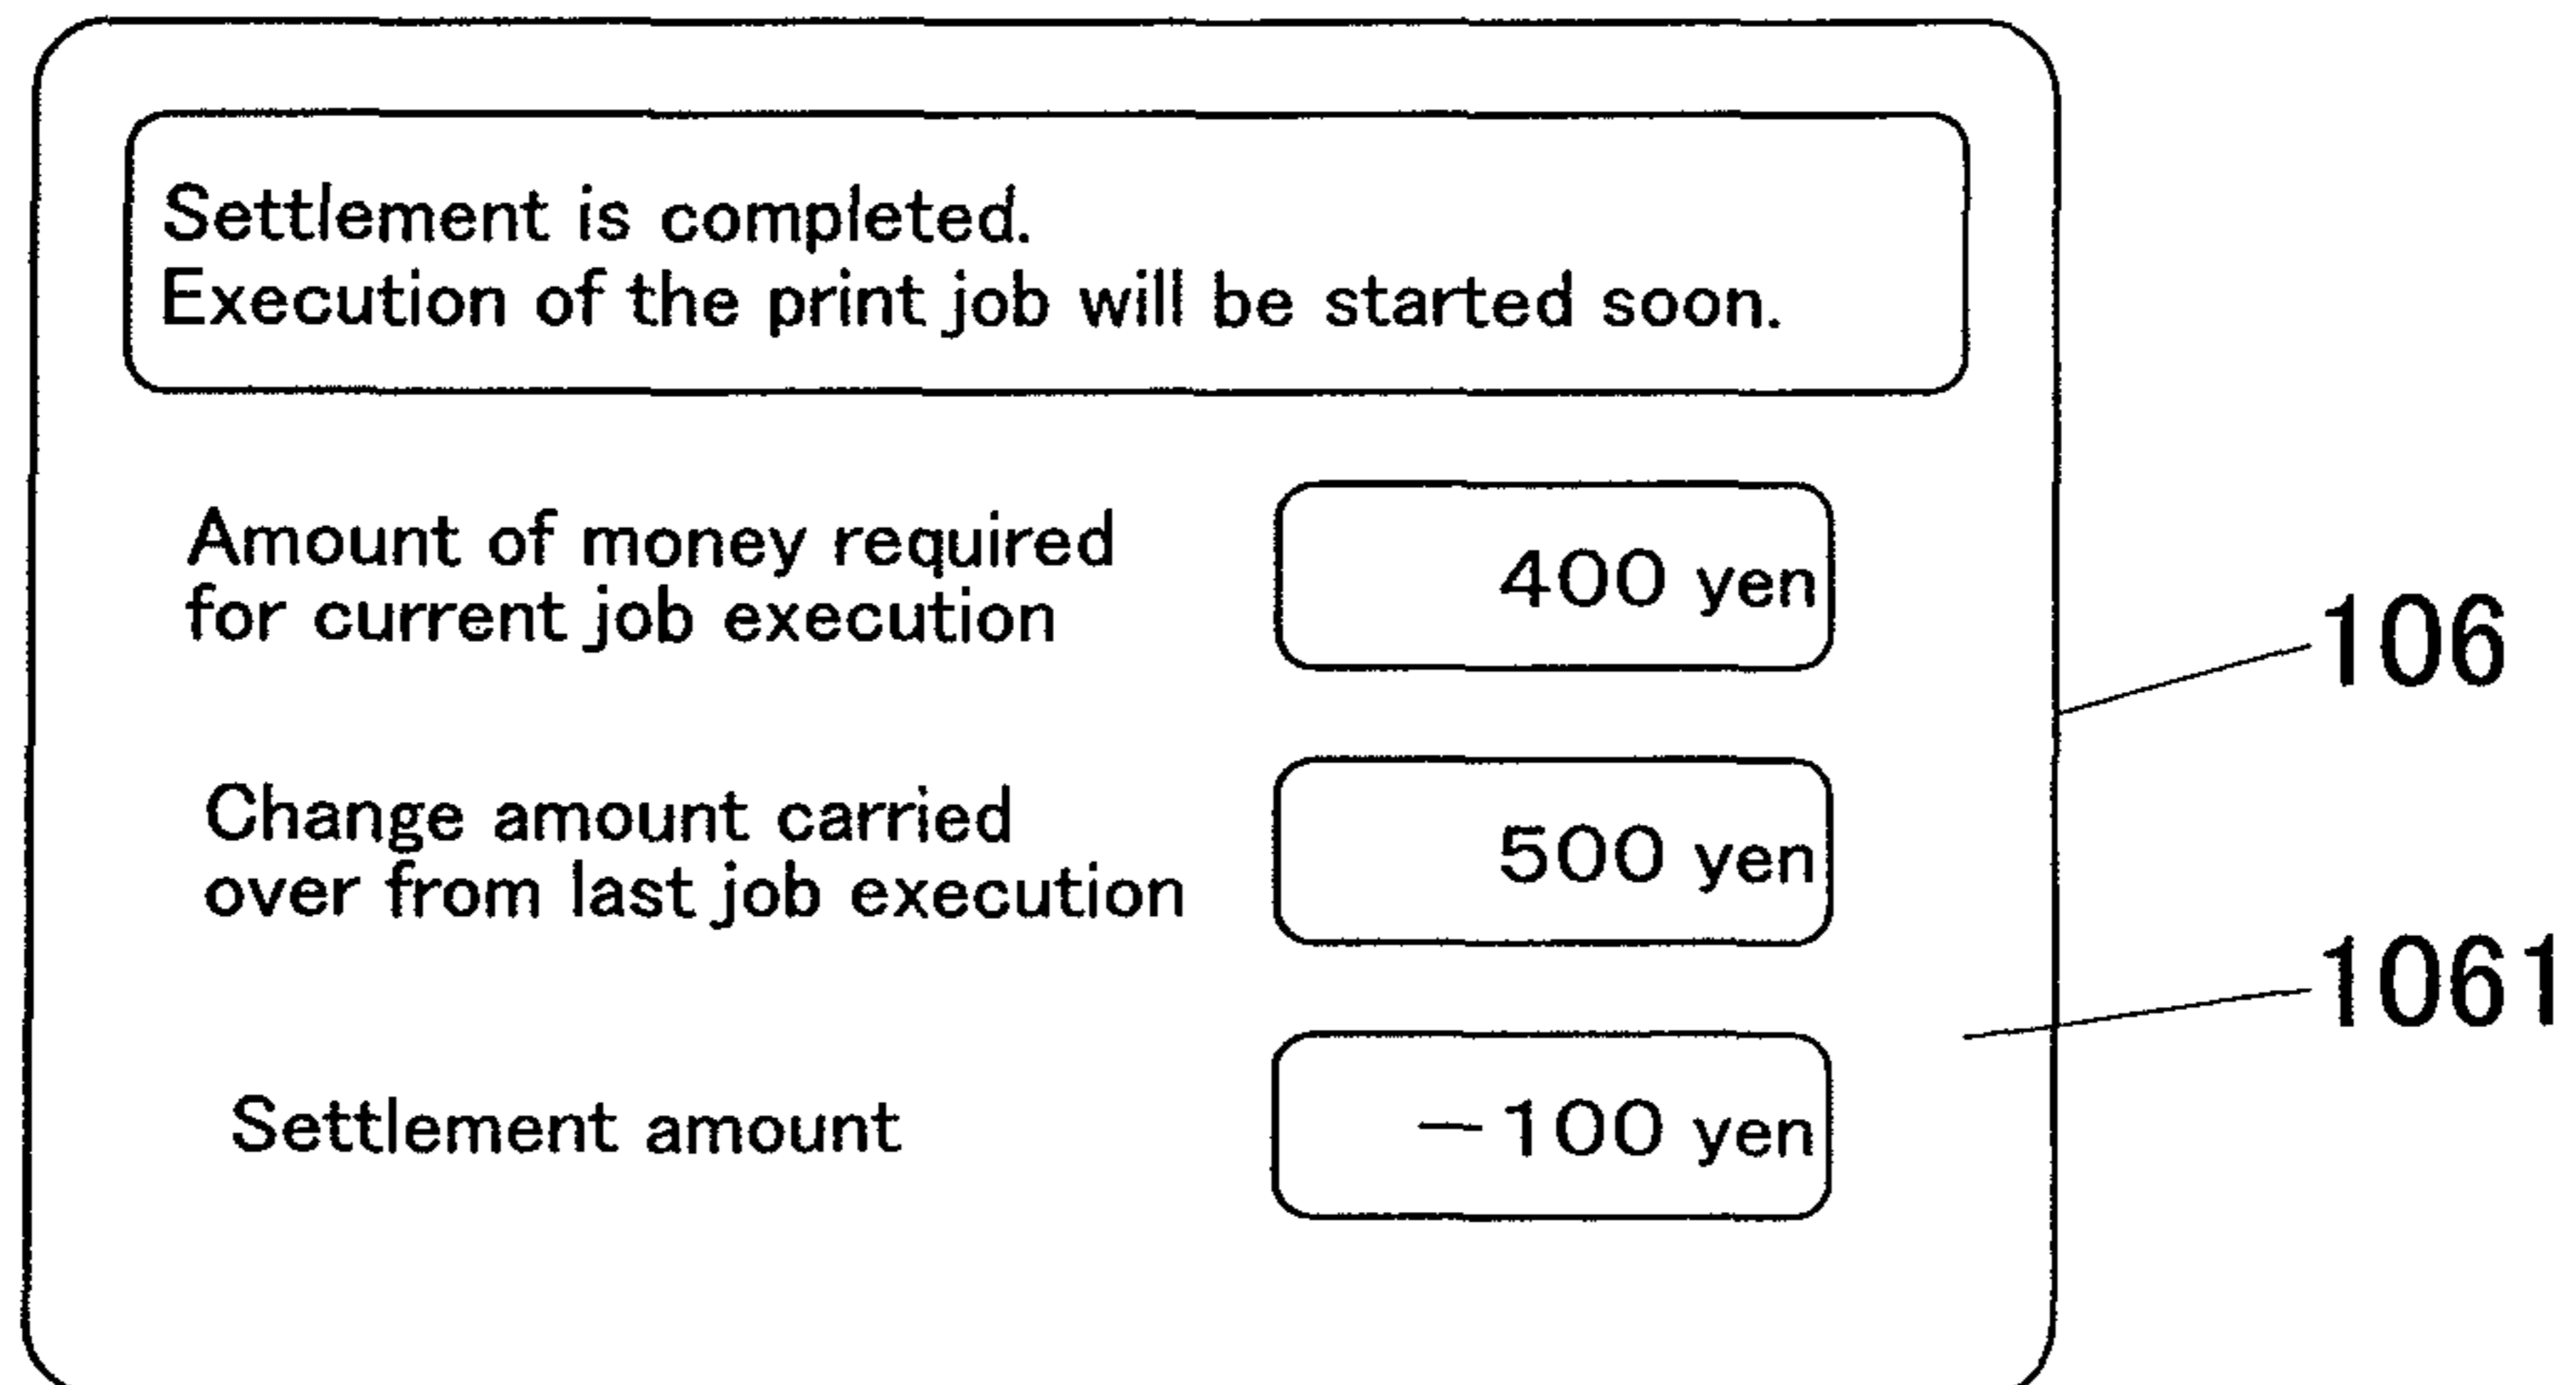 Settlement is completed.
Execution of the print job will be started soon.
Amount of money required
for current job execution
400 yen
106
Change amount carried
over from last job execution
500 yen
1061
Settlement amount
－100 yen